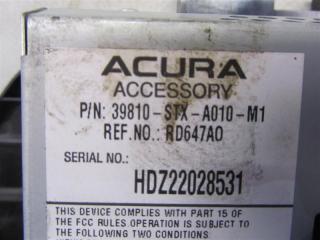 ACURA
ACCESSORY
P/N: 39810-STX-A010-M1
REF.NO.: RD647AO
SERIAL NO.:
HDZ22028531
THIS DEVICE COMPLIES WITH PART 15 OF
THE FCC RULES OPERATION IS SUBJECT TO
THE FOLLOWING TWO CONDITIONS